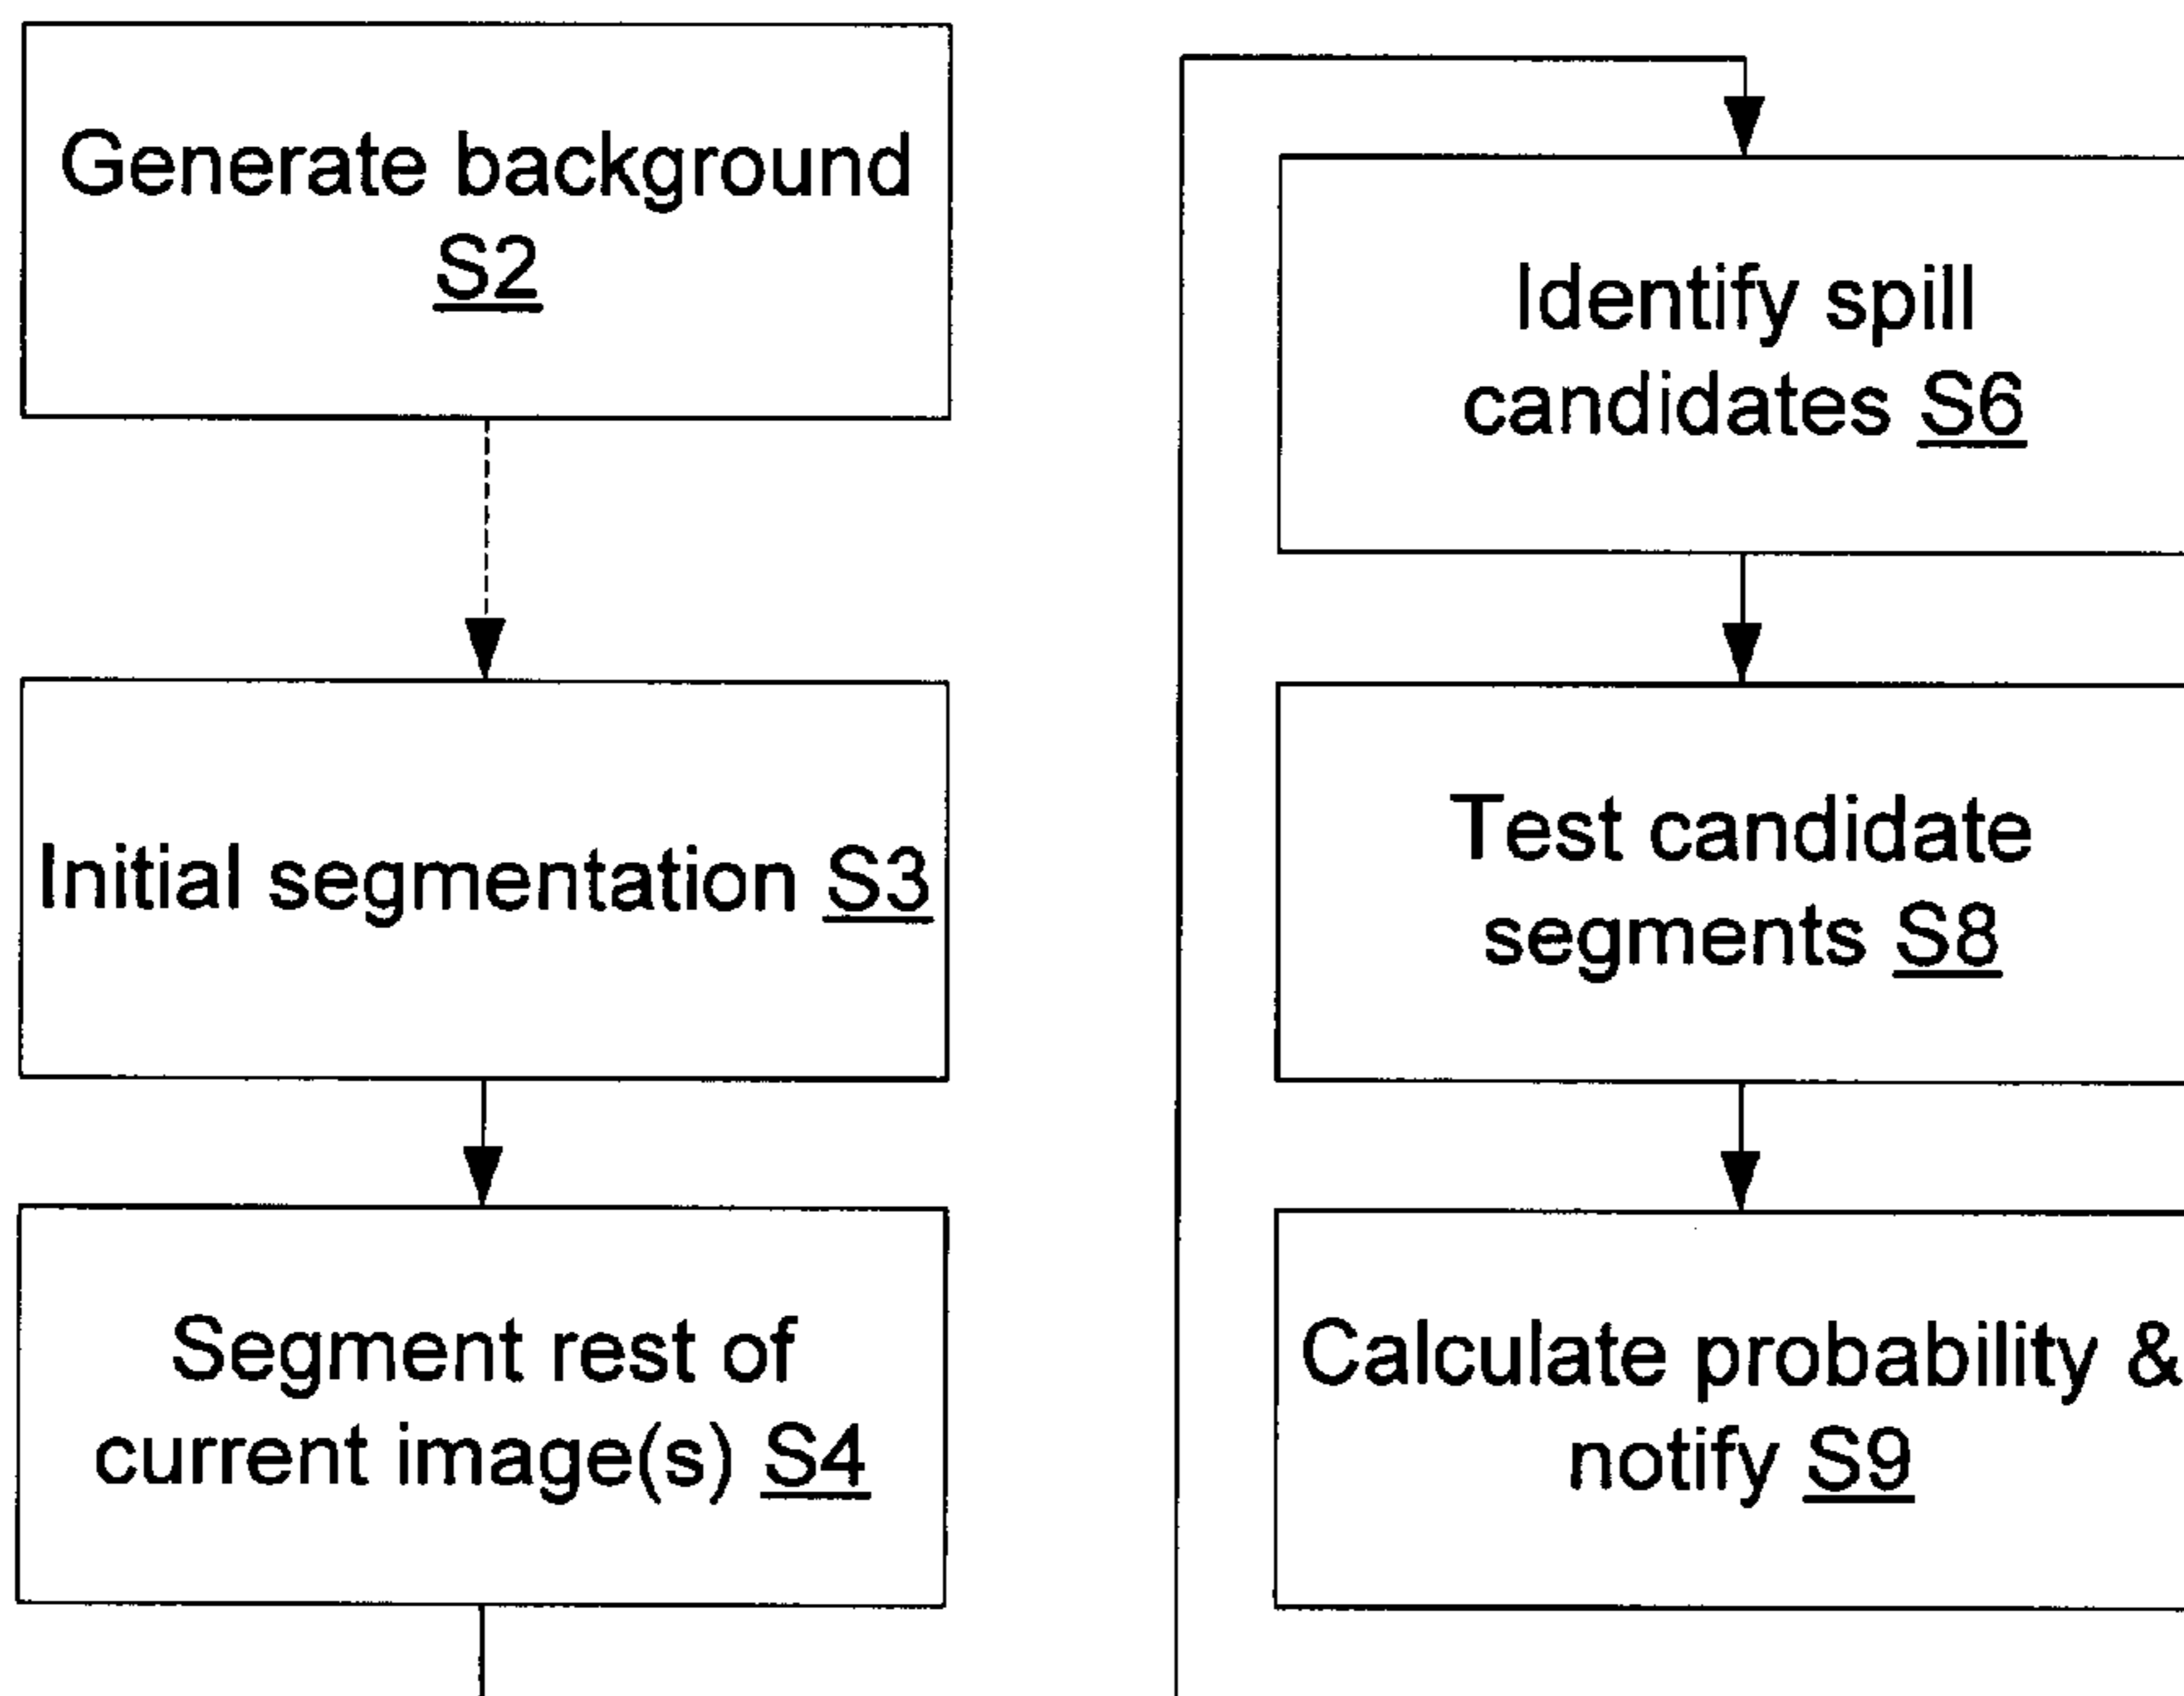 Generate background
S2
Initial segmentation S3
Segment rest of
current image(s) S4
Identify spill
candidates S6
Test candidate
segments S8
Calculate probability &
notify S9